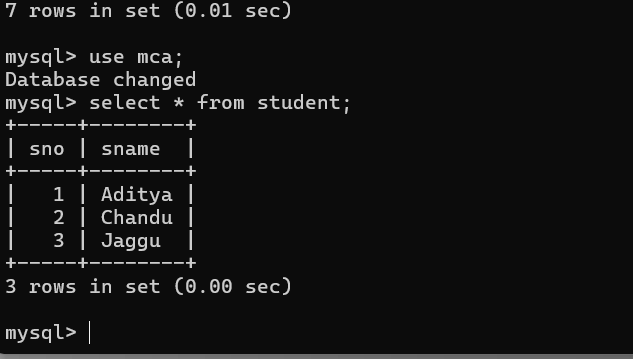 7 rows in set (0.01 sec)
mysql> use mca;
Database changed
mysql> select * from student;
+-----+--------+
| sno | sname  |
+-----+--------+
|   1 | Aditya |
|   2 | Chandu |
|   3 | Jaggu  |
+-----+--------+
3 rows in set (0.00 sec)
mysql>